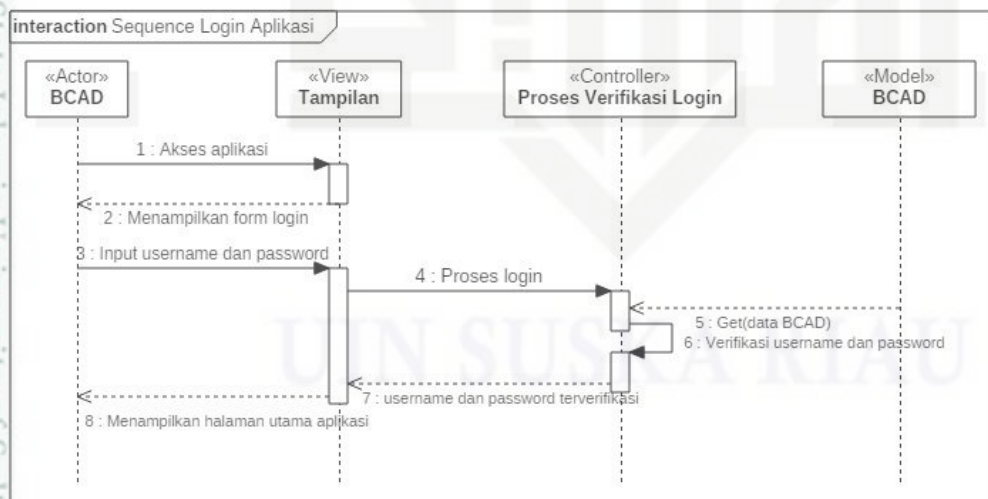 interaction Sequence Login Aplikasi
«Actor»
BCAD
«View»
Tampilan
«Controller»
Proses Verifikasi Login
«Model»
BCAD
1 : Akses aplikasi
2 : Menampilkan form login
3 : Input username dan password
4 : Proses login
5 : Get(data BCAD)
6 : Verifikasi username dan password
7 : username dan password terverifikasi
8 : Menampilkan halaman utama aplikasi
UIN SUSKA RIAU